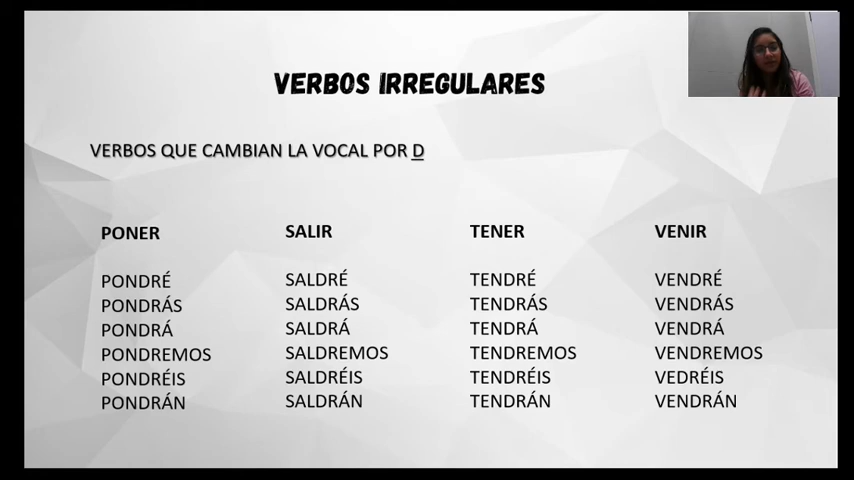 VERBOS IRREGULARES
VERBOS QUE CAMBIAN LA VOCAL POR D
PONER SALIR TENER VENIR
PONDRÉ SALDRÉ TENDRÉ VENDRÉ
PONDRÁS SALDRÁS TENDRÁS VENDRÁS
PONDRÁ SALDRÁ TENDRÁ VENDRÁ
PONDREMOS SALDREMOS TENDREMOS VENDREMOS
PONDRÉIS SALDRÉIS TENDRÉIS VEDRÉIS
PONDRÁN SALDRÁN TENDRÁN VENDRÁN